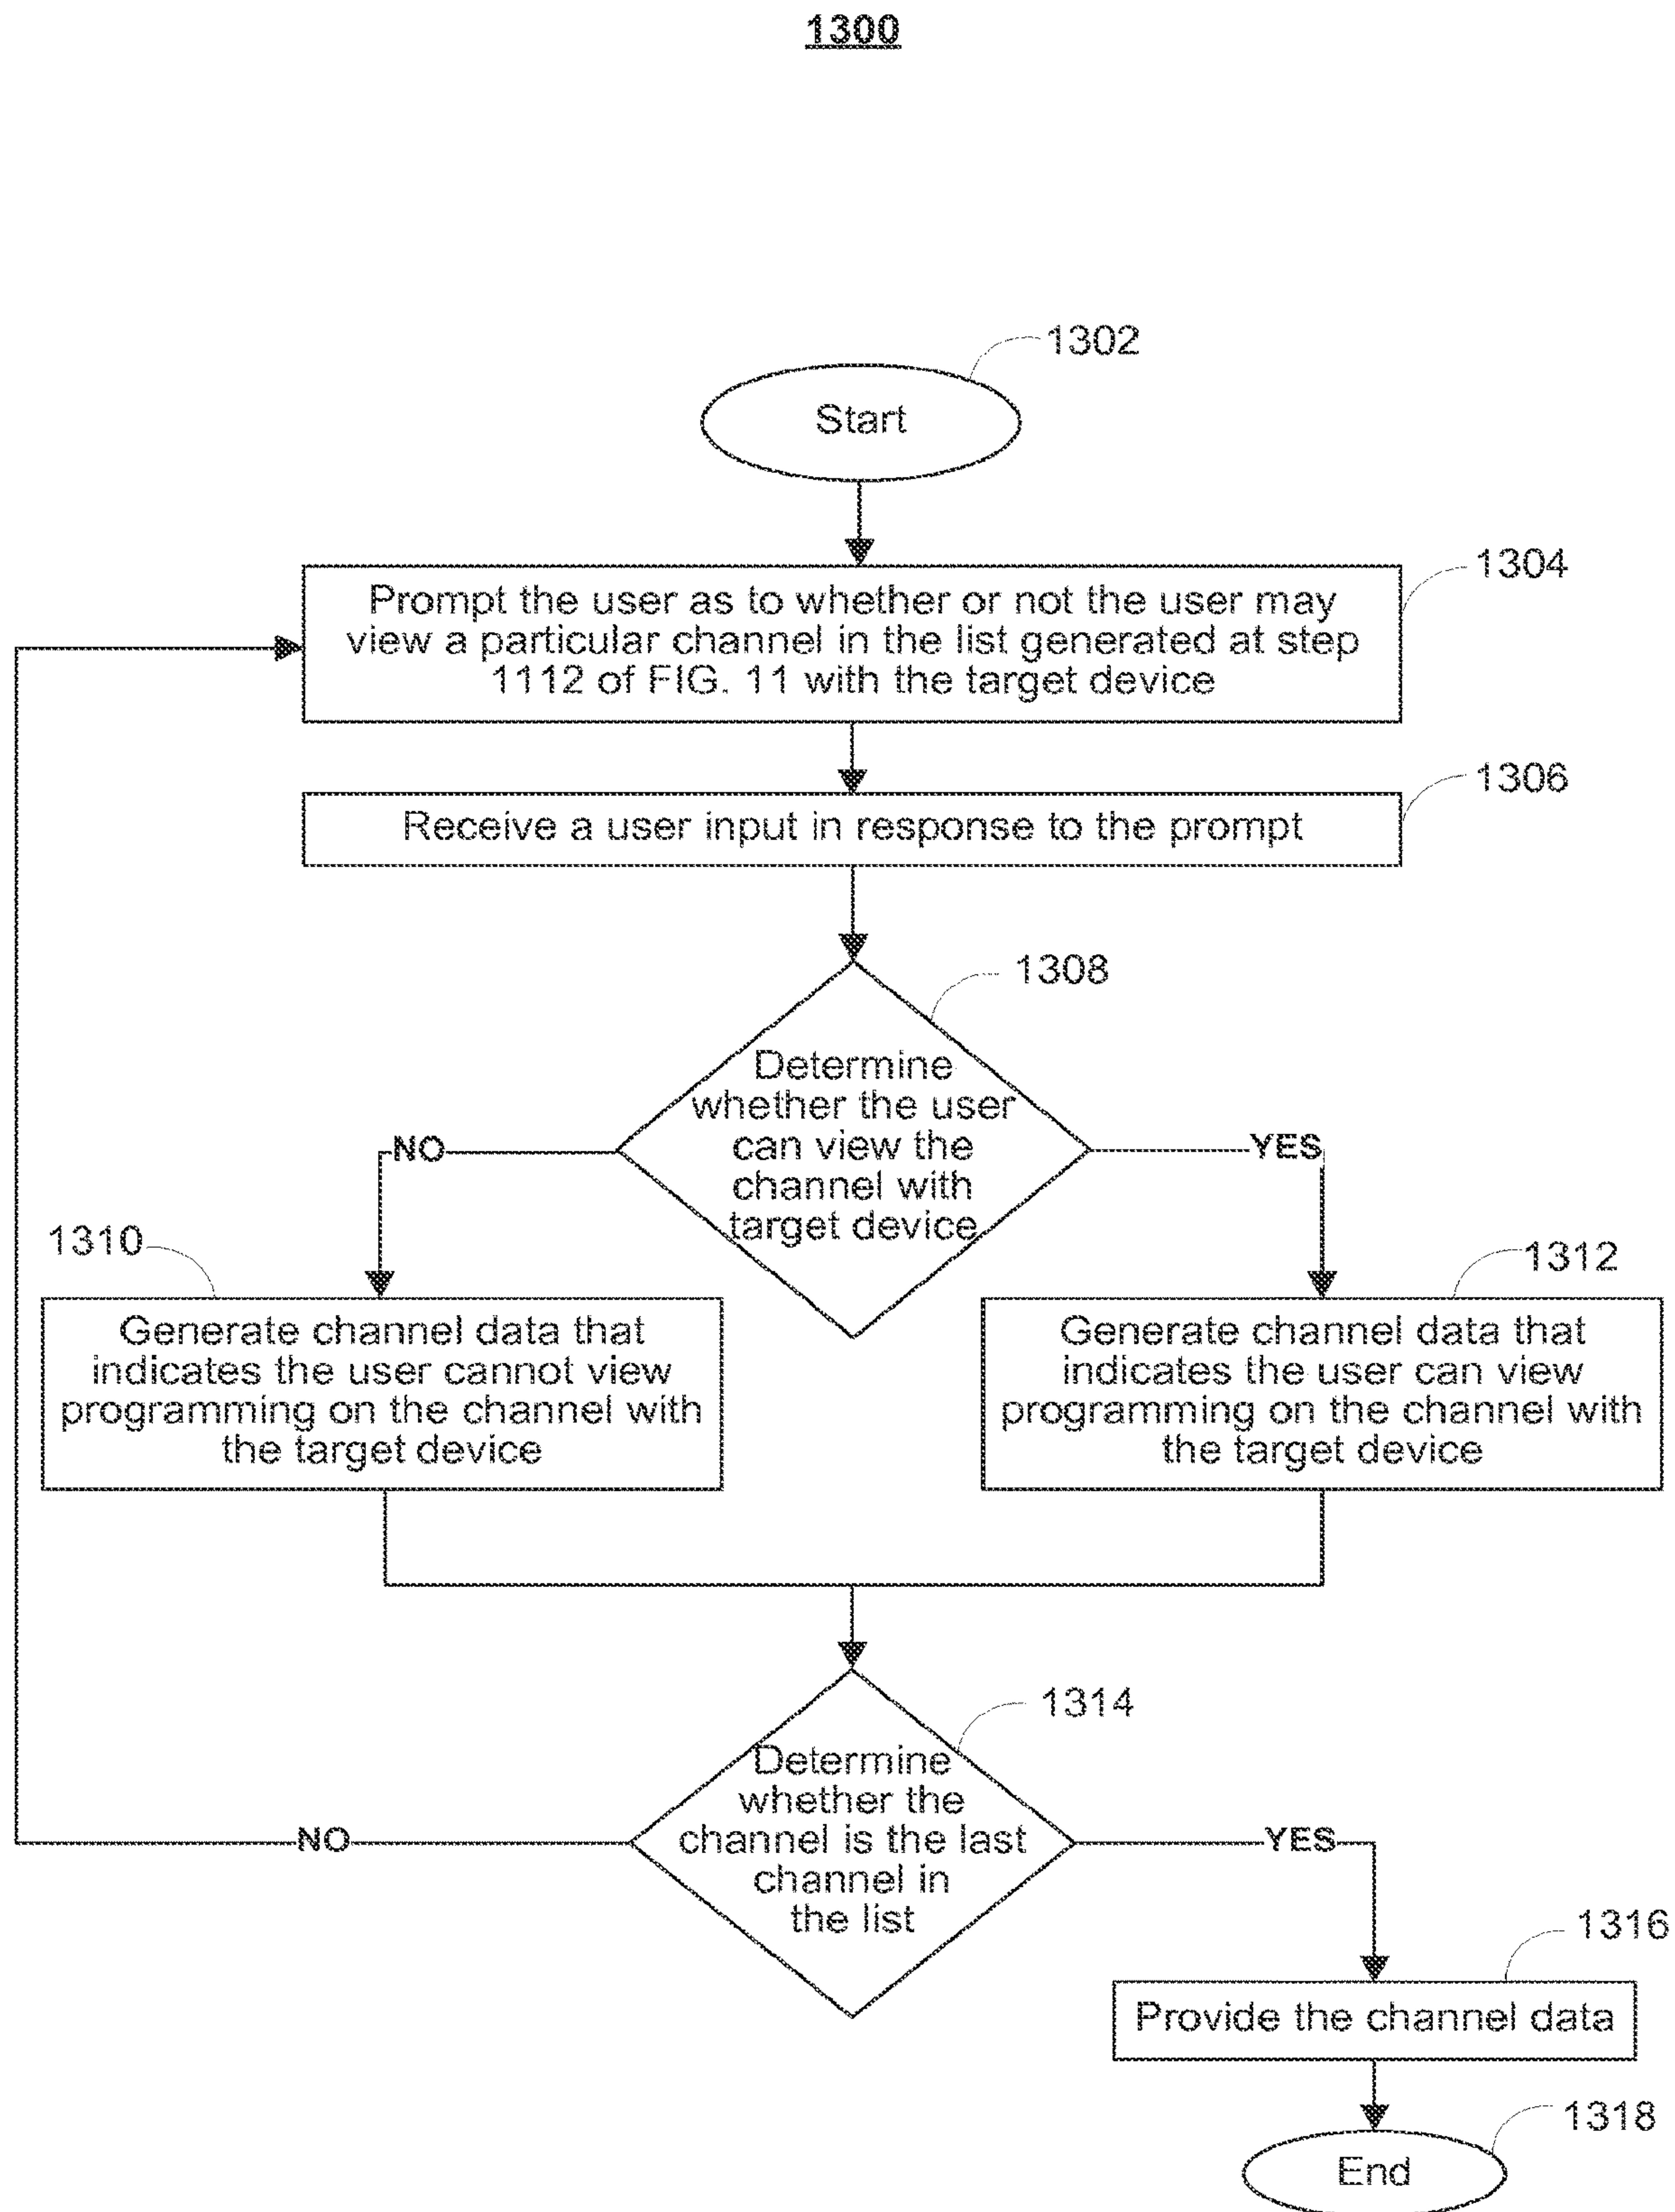 1300
1302
Start
1304
Prompt the user as to whether or not the user may
view a particular channel in the list generated at step
1112 of FIG. 11 with the target device
1306
Receive a user input in response to the prompt
1308
Determine
whether the user
can view the
channel with
target device
NO
YES
1310
Generate channel data that
indicates the user cannot view
programming on the channel with
the target device
1312
Generate channel data that
indicates the user can view
programming on the channel with
the target device
1314
Determine
whether the
channel is the last
channel in
the list
NO
YES
1316
Provide the channel data
1318
End